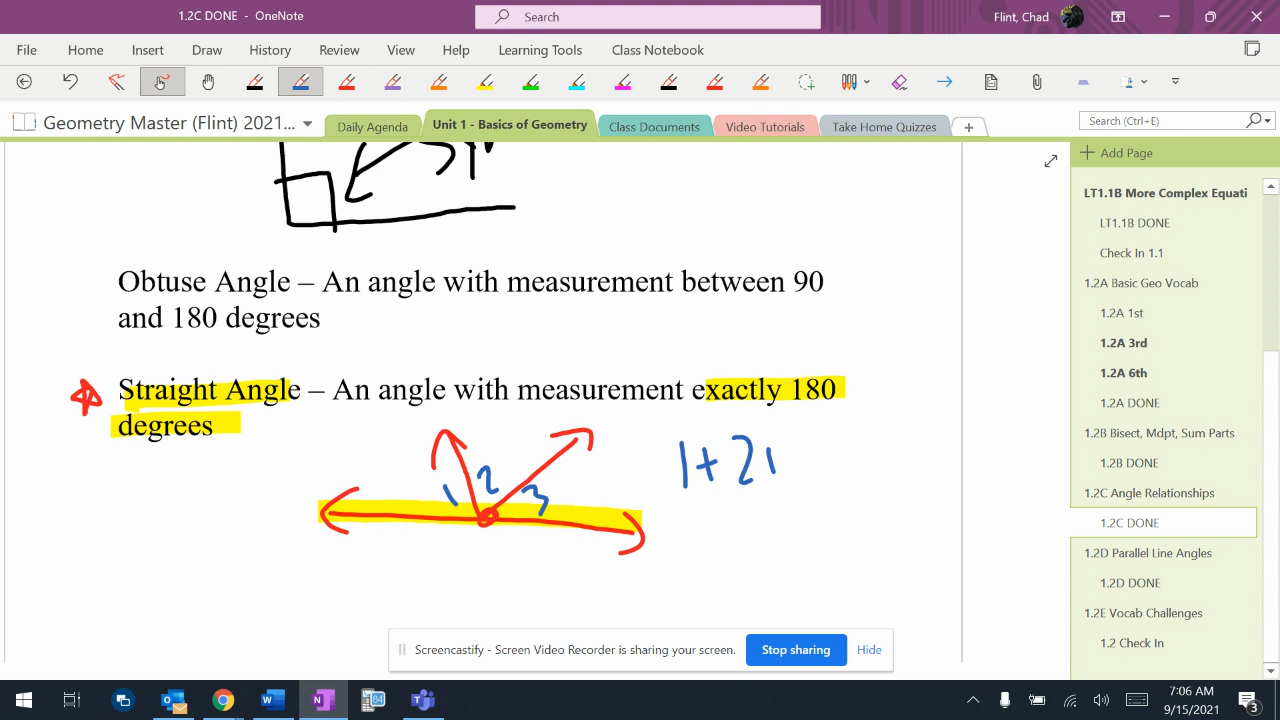 1.2C DONE - OneNote
Search
Flint, Chad
File Home Insert Draw History Review View Help Learning Tools Class Notebook
Geometry Master (Flint) 2021...
Daily Agenda
Unit 1 - Basics of Geometry
Class Documents
Video Tutorials
Take Home Quizzes
Search (Ctrl+E)
Add Page
LT1.1B More Complex Equati
LT1.1B DONE
Check In 1.1
1.2A Basic Geo Vocab
1.2A 1st
1.2A 3rd
1.2A 6th
1.2A DONE
1.2B Bisect, Mdpt, Sum Parts
1.2B DONE
1.2C Angle Relationships
1.2C DONE
1.2D Parallel Line Angles
1.2D DONE
1.2E Vocab Challenges
1.2 Check In
Obtuse Angle – An angle with measurement between 90
and 180 degrees
Straight Angle – An angle with measurement exactly 180
degrees
1 2 3
1+2
Screencastify - Screen Video Recorder is sharing your screen.
Stop sharing
Hide
84
7:06 AM
9/15/2021
3